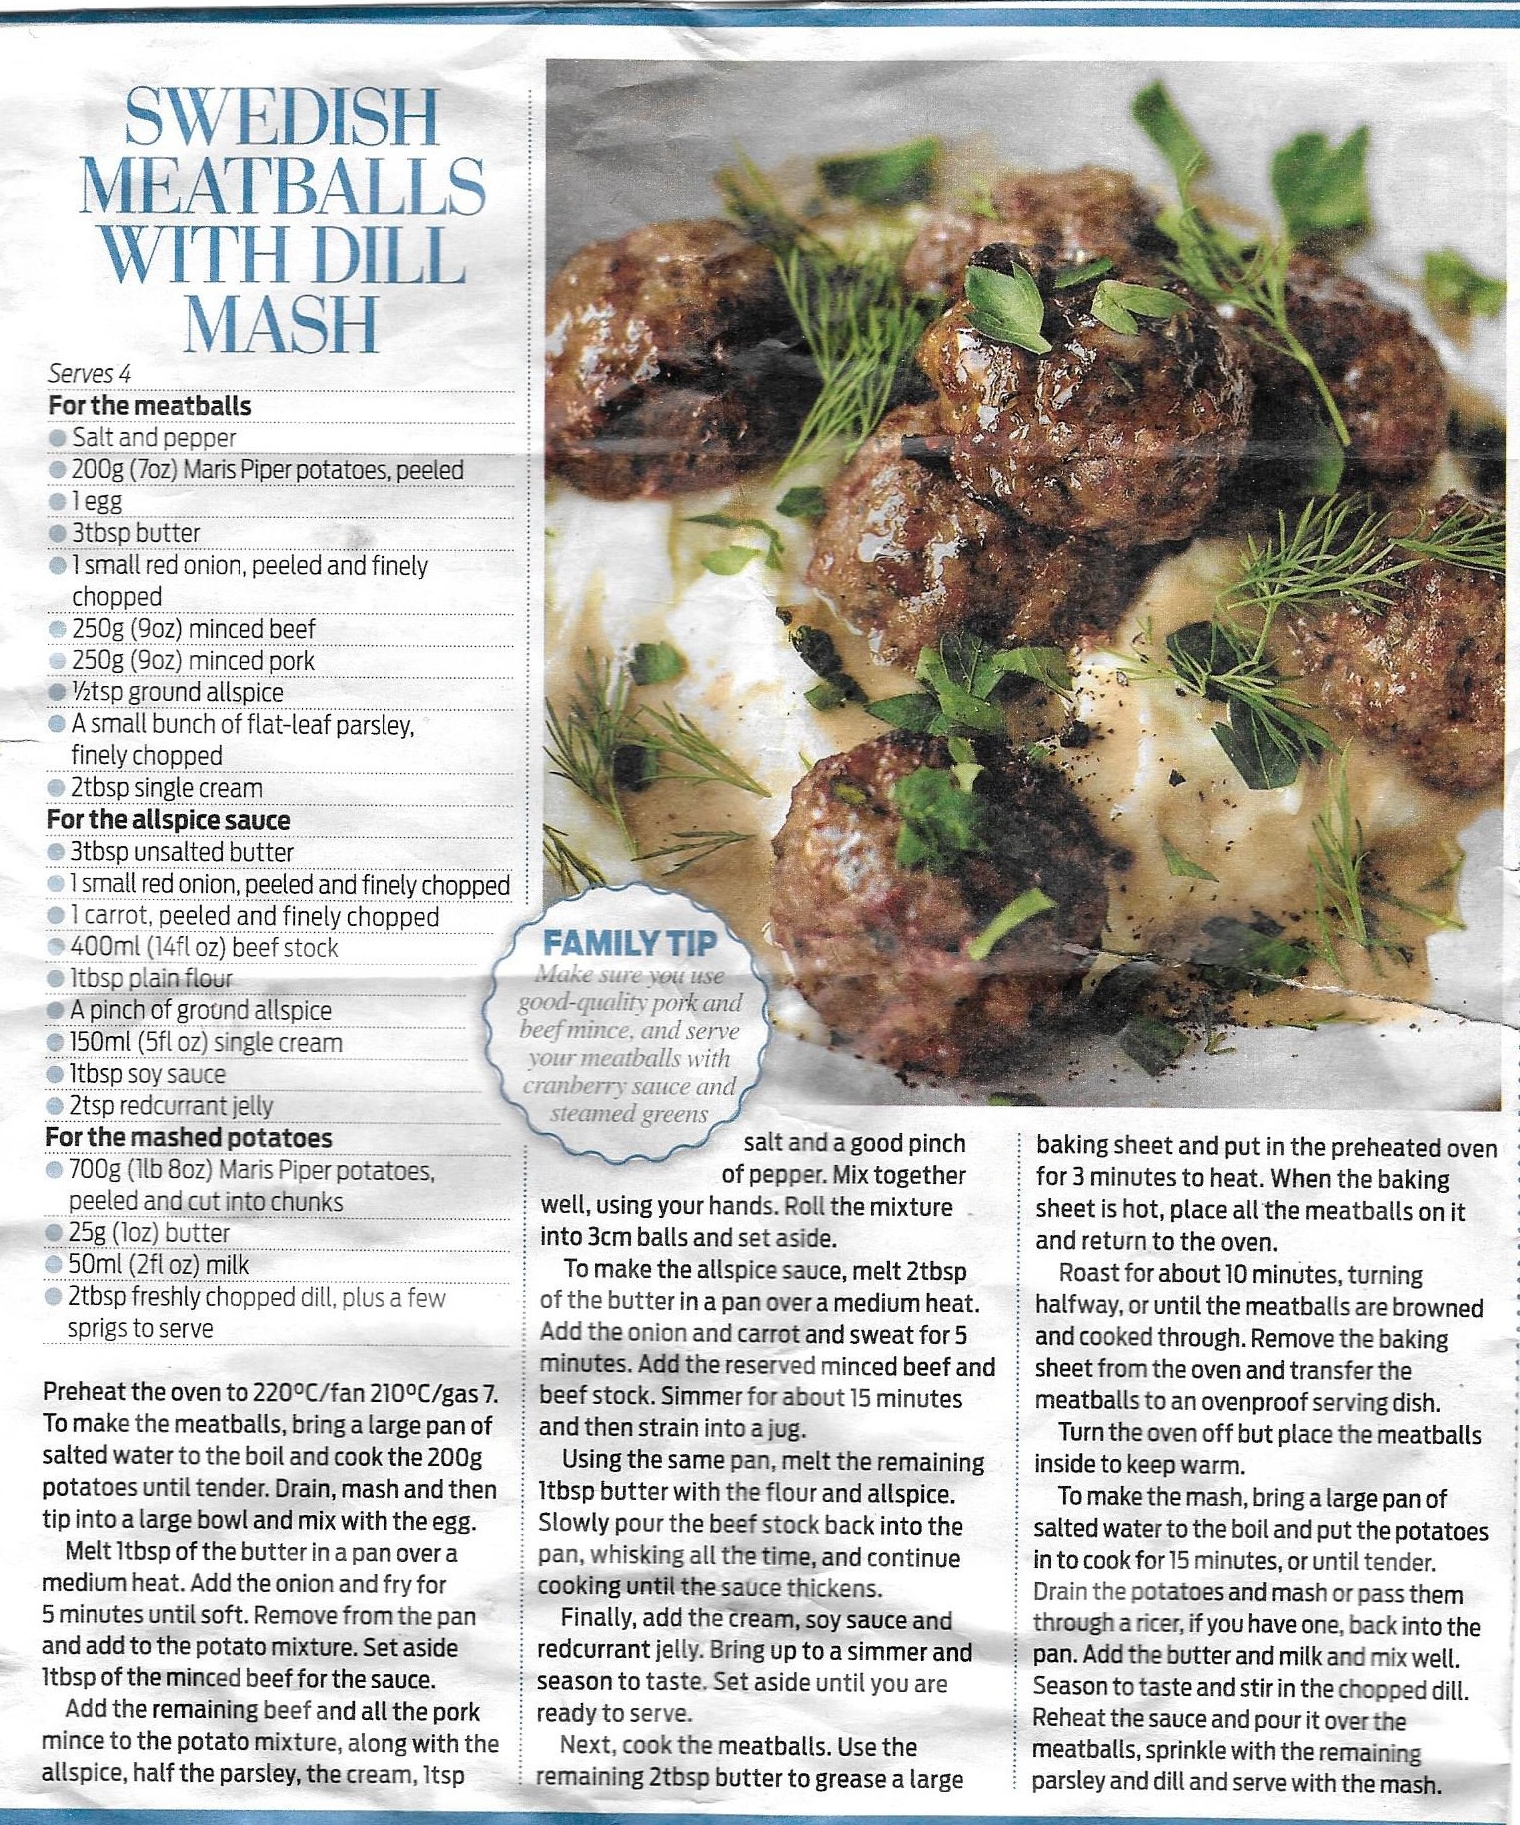 SWEDISH
MEATBALLS
WITH DILL
MASH
Serves 4
For the meatballs
Salt and pepper
200g (7oz) Maris Piper potatoes, peeled
1 egg
3tbsp butter
1 small red onion, peeled and finely
chopped
250g (9oz) minced beef
250g (9oz) minced pork
½tsp ground allspice
A small bunch of flat-leaf parsley,
finely chopped
2tbsp single cream
For the allspice sauce
3tbsp unsalted butter
1 small red onion, peeled and finely chopped
1 carrot, peeled and finely chopped
400ml (14fl oz) beef stock
1tbsp plain flour
A pinch of ground allspice
150ml (5fl oz) single cream
1tbsp soy sauce
2tsp redcurrant jelly
For the mashed potatoes
700g (1lb 8oz) Maris Piper potatoes,
peeled and cut into chunks
25g (1oz) butter
50ml (2fl oz) milk
2tbsp freshly chopped dill, plus a few
sprigs to serve
FAMILY TIP
Make sure you use
good-quality pork and
beef mince, and serve
your meatballs with
cranberry sauce and
steamed greens
Preheat the oven to 220ºC/fan 210ºC/gas 7.
To make the meatballs, bring a large pan of
salted water to the boil and cook the 200g
potatoes until tender. Drain, mash and then
tip into a large bowl and mix with the egg.
Melt 1tbsp of the butter in a pan over a
medium heat. Add the onion and fry for
5 minutes until soft. Remove from the pan
and add to the potato mixture. Set aside
1tbsp of the minced beef for the sauce.
Add the remaining beef and all the pork
mince to the potato mixture, along with the
allspice, half the parsley, the cream, 1tsp
salt and a good pinch
of pepper. Mix together
well, using your hands. Roll the mixture
into 3cm balls and set aside.
To make the allspice sauce, melt 2tbsp
of the butter in a pan over a medium heat.
Add the onion and carrot and sweat for 5
minutes. Add the reserved minced beef and
beef stock. Simmer for about 15 minutes
and then strain into a jug.
Using the same pan, melt the remaining
1tbsp butter with the flour and allspice.
Slowly pour the beef stock back into the
pan, whisking all the time, and continue
cooking until the sauce thickens.
Finally, add the cream, soy sauce and
redcurrant jelly. Bring up to a simmer and
season to taste. Set aside until you are
ready to serve.
Next, cook the meatballs. Use the
remaining 2tbsp butter to grease a large
baking sheet and put in the preheated oven
for 3 minutes to heat. When the baking
sheet is hot, place all the meatballs on it
and return to the oven.
Roast for about 10 minutes, turning
halfway, or until the meatballs are browned
and cooked through. Remove the baking
sheet from the oven and transfer the
meatballs to an ovenproof serving dish.
Turn the oven off but place the meatballs
inside to keep warm.
To make the mash, bring a large pan of
salted water to the boil and put the potatoes
in to cook for 15 minutes, or until tender.
Drain the potatoes and mash or pass them
through a ricer, if you have one, back into the
pan. Add the butter and milk and mix well.
Season to taste and stir in the chopped dill.
Reheat the sauce and pour it over the
meatballs, sprinkle with the remaining
parsley and dill and serve with the mash.